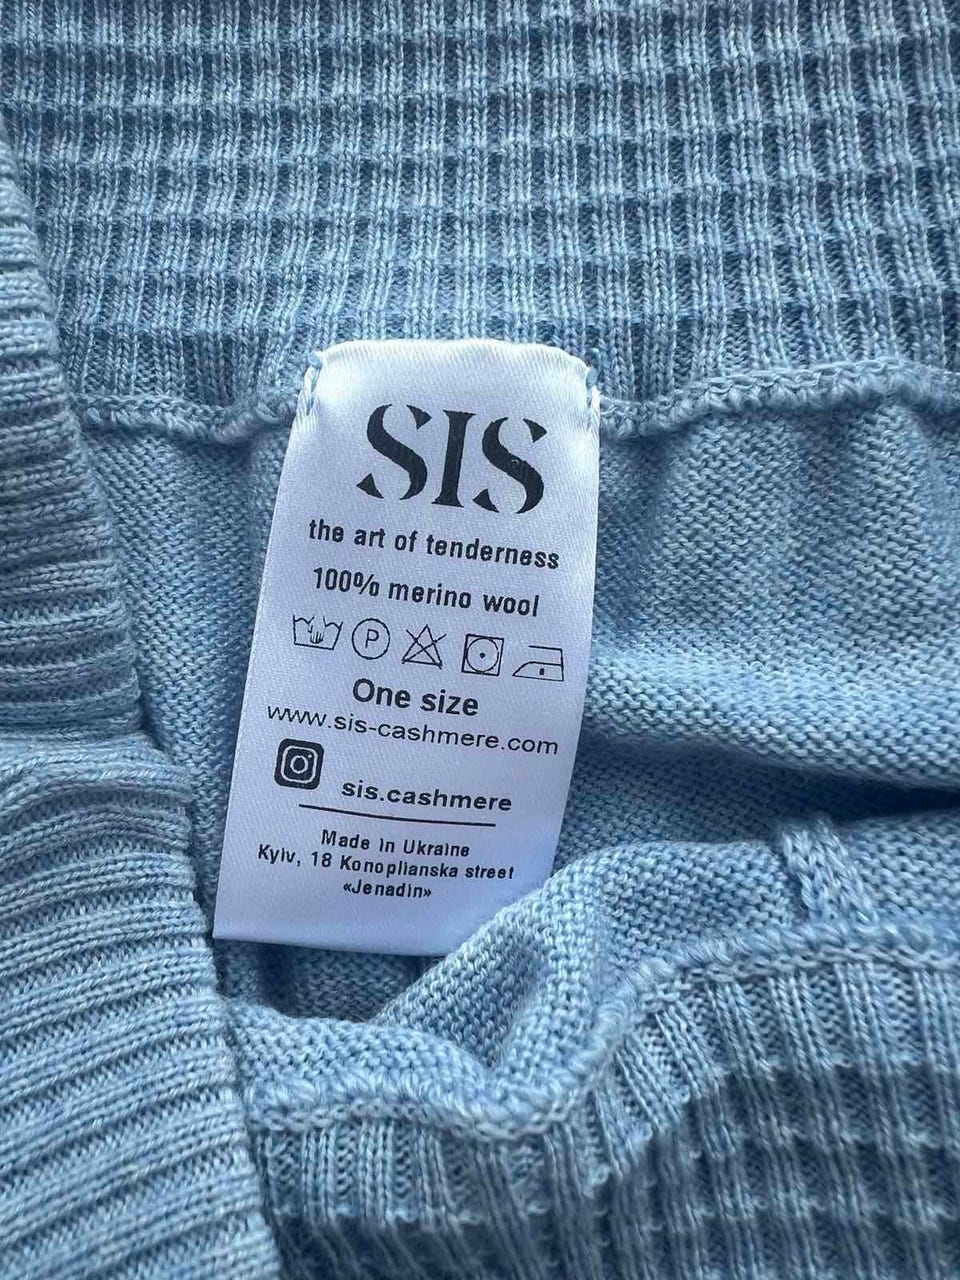 SIS
the art of tenderness
100% merino wool
P
One size
www.sis-cashmere.com
sis.cashmere
Made in Ukraine
Kyiv, 18 Konoplianska street
«Jenadin»